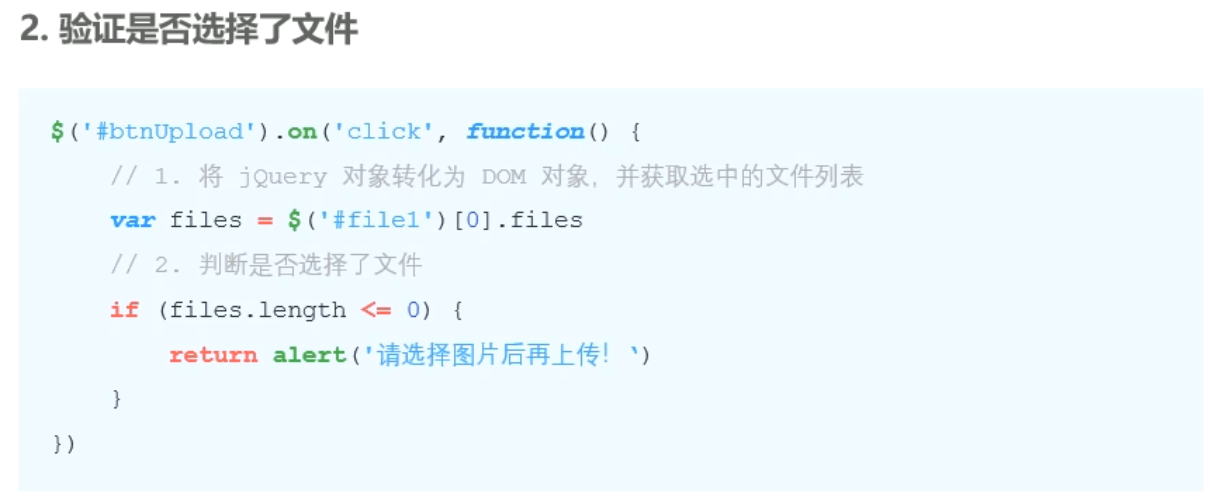 2. 验证是否选择了文件
$('#btnUpload').on('click', function() {
    // 1. 将 jQuery 对象转化为 DOM 对象，并获取选中的文件列表
    var files = $('#file1')[0].files
    // 2. 判断是否选择了文件
    if (files.length <= 0) {
        return alert('请选择图片后再上传！‘)
    }
})